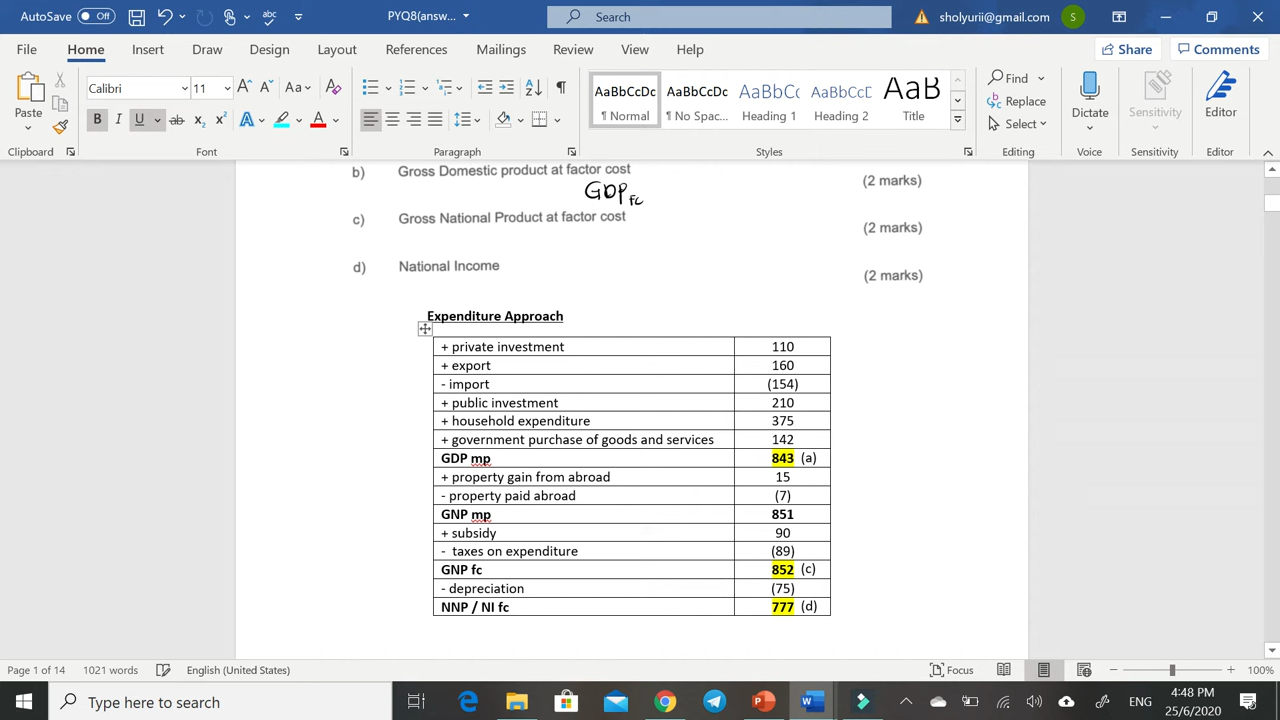 AutoSave Off PYQ8(answ... Search sholyurii@gmail.com S
File Home Insert Draw Design Layout References Mailings Review View Help Share Comments
Paste Calibri 11 AaBbCcDc AaBbCcDc AaBbCc AaBbCcD AaB Find Replace Select Dictate Sensitivity Editor
¶ Normal ¶ No Spac... Heading 1 Heading 2 Title
Clipboard Font Paragraph Styles Editing Voice Sensitivity Editor
b) Gross Domestic product at factor cost (2 marks)
GDP fc
c) Gross National Product at factor cost (2 marks)
d) National Income (2 marks)
Expenditure Approach
+ private investment 110
+ export 160
- import (154)
+ public investment 210
+ household expenditure 375
+ government purchase of goods and services 142
GDP mp 843 (a)
+ property gain from abroad 15
- property paid abroad (7)
GNP mp 851
+ subsidy 90
- taxes on expenditure (89)
GNP fc 852 (c)
- depreciation (75)
NNP / NI fc 777 (d)
Page 1 of 14 1021 words English (United States) Focus 100%
Type here to search ENG 4:48 PM
25/6/2020